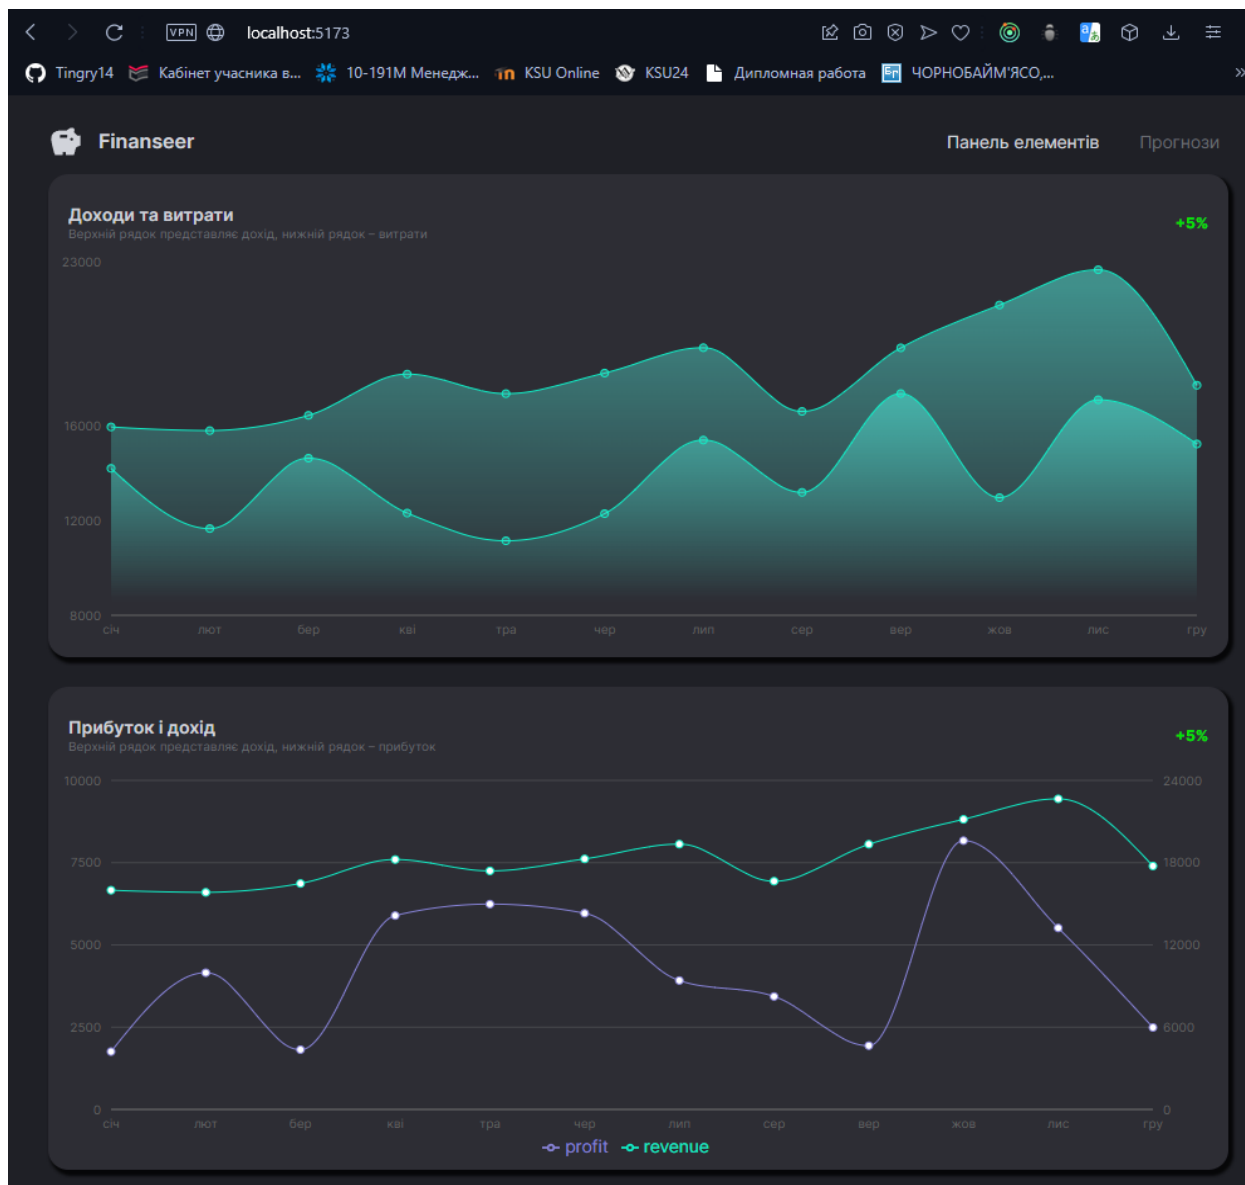 VPN localhost:5173
Tingry14 Кабінет учасника в... 10-191М Менедж... KSU Online KSU24 Дипломная работа ЧОРНОБАЙМ'ЯСО,... »
Finanseer Панель елементів Прогнози
Доходи та витрати
+5%
Верхній рядок представляє дохід, нижній рядок – витрати
23000
16000
12000
8000
січ лют бер кві тра чер лип сер вер жов лис гру
Прибуток і дохід
+5%
Верхній рядок представляє дохід, нижній рядок – прибуток
10000 24000
7500 18000
5000 12000
2500 6000
0 0
січ лют бер кві тра чер лип сер вер жов лис гру
profit revenue